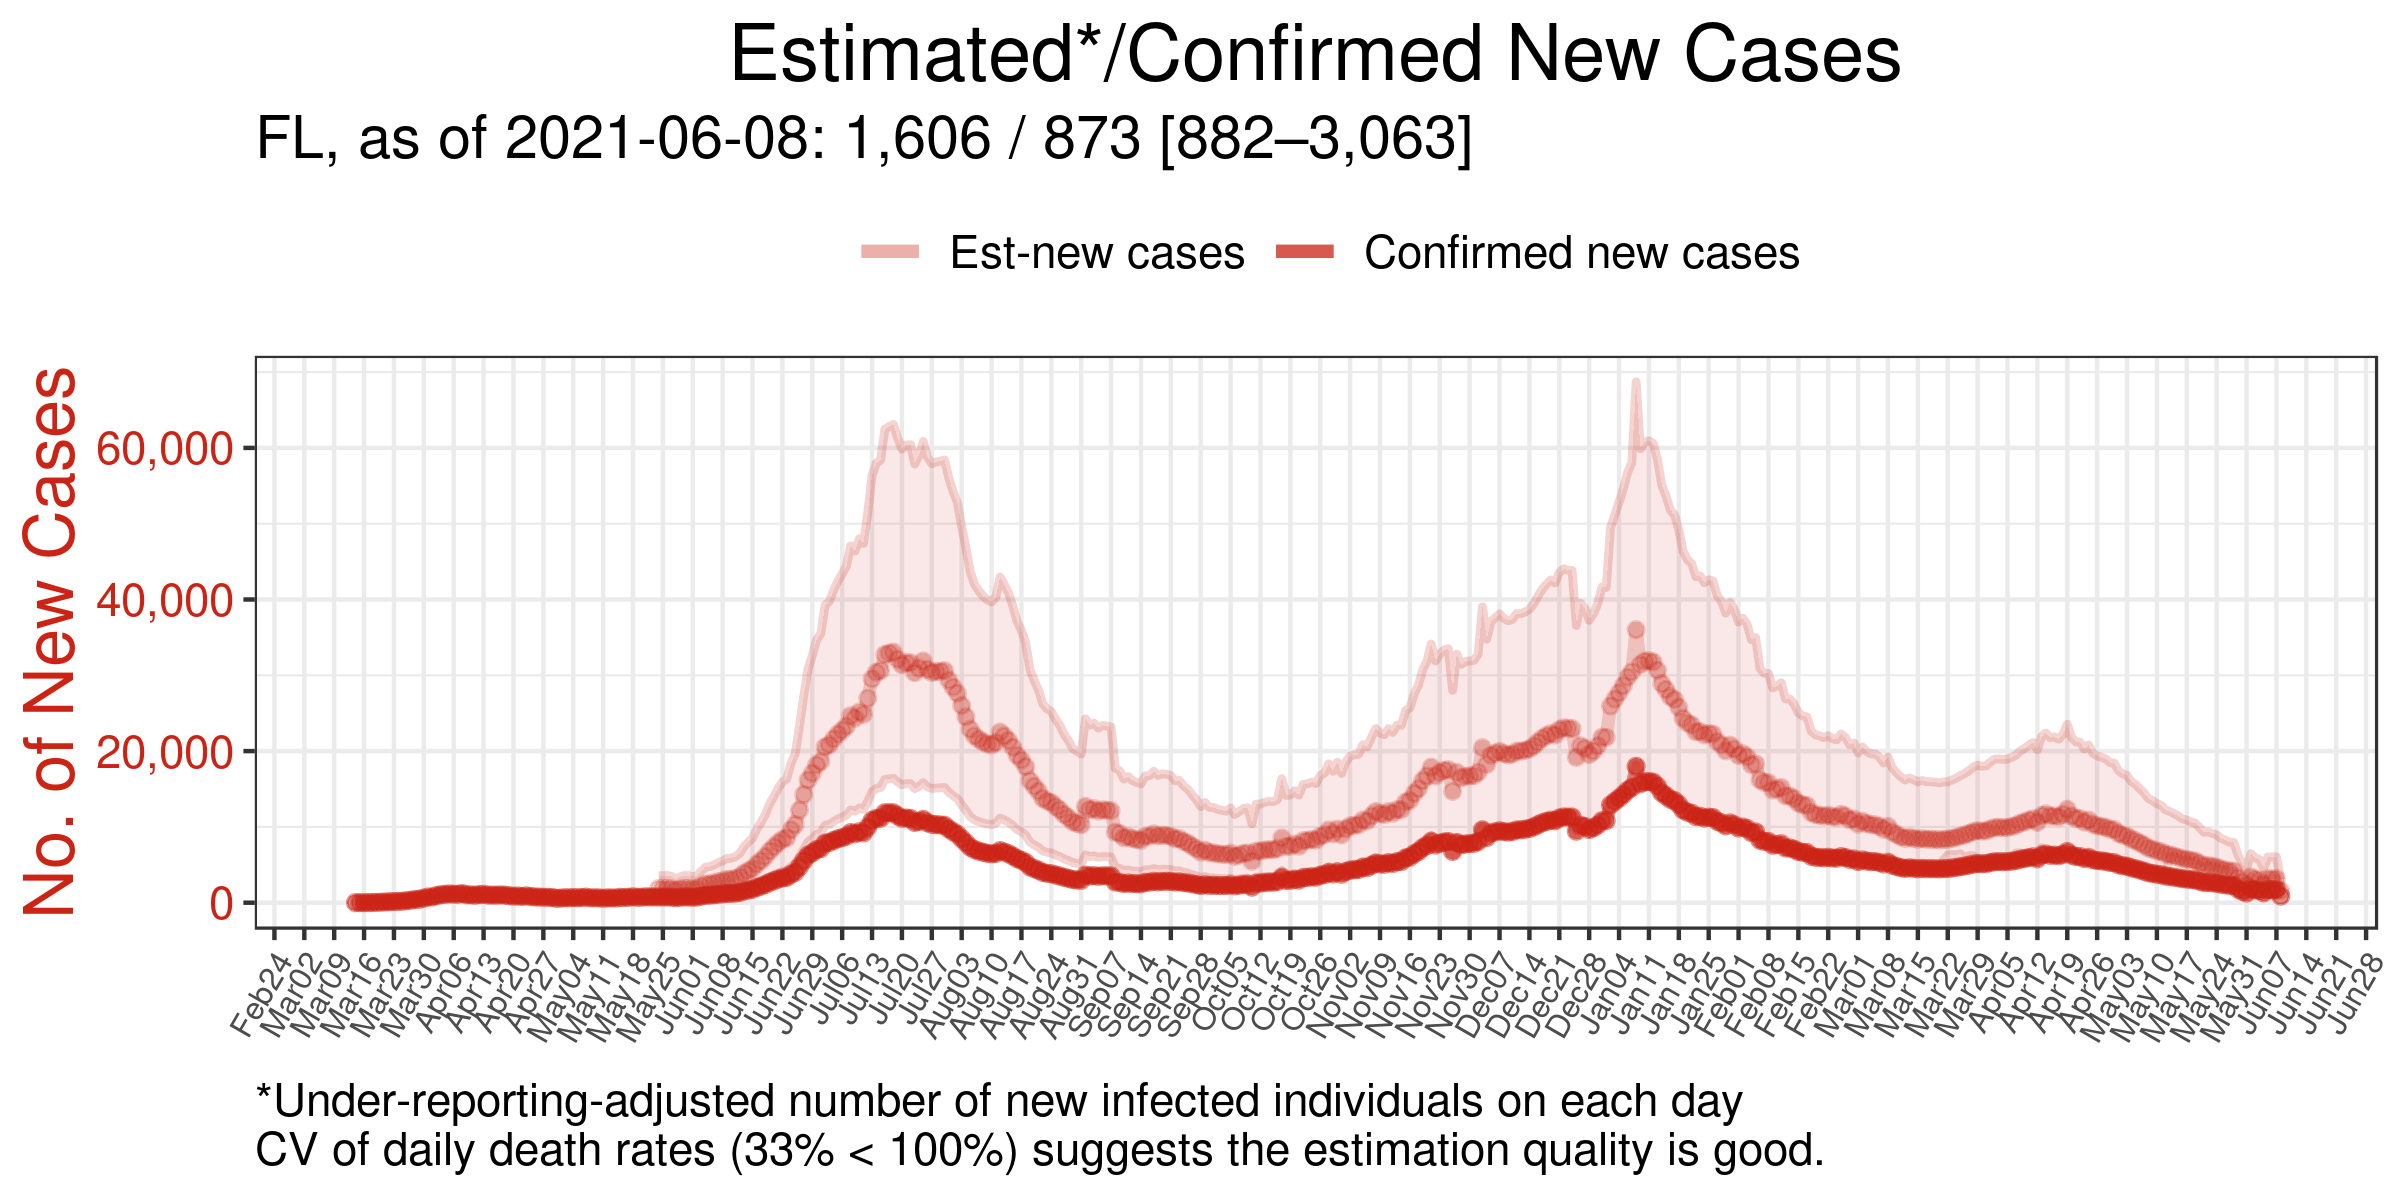 Estimated*/Confirmed New Cases
FL, as of 2021-06-08: 1,606 / 873 [882–3,063]
Est-new cases Confirmed new cases
No. of New Cases
60,000
40,000
20,000
0
Feb24 Mar02 Mar09 Mar16 Mar23 Mar30 Apr06 Apr13 Apr20 Apr27 May04 May11 May18 May25 Jun01 Jun08 Jun15 Jun22 Jun29 Jul06 Jul13 Jul20 Jul27 Aug03 Aug10 Aug17 Aug24 Aug31 Sep07 Sep14 Sep21 Sep28 Oct05 Oct12 Oct19 Oct26 Nov02 Nov09 Nov16 Nov23 Nov30 Dec07 Dec14 Dec21 Dec28 Jan04 Jan11 Jan18 Jan25 Feb01 Feb08 Feb15 Feb22 Mar01 Mar08 Mar15 Mar22 Mar29 Apr05 Apr12 Apr19 Apr26 May03 May10 May17 May24 May31 Jun07 Jun14 Jun21 Jun28
*Under-reporting-adjusted number of new infected individuals on each day
CV of daily death rates (33% < 100%) suggests the estimation quality is good.